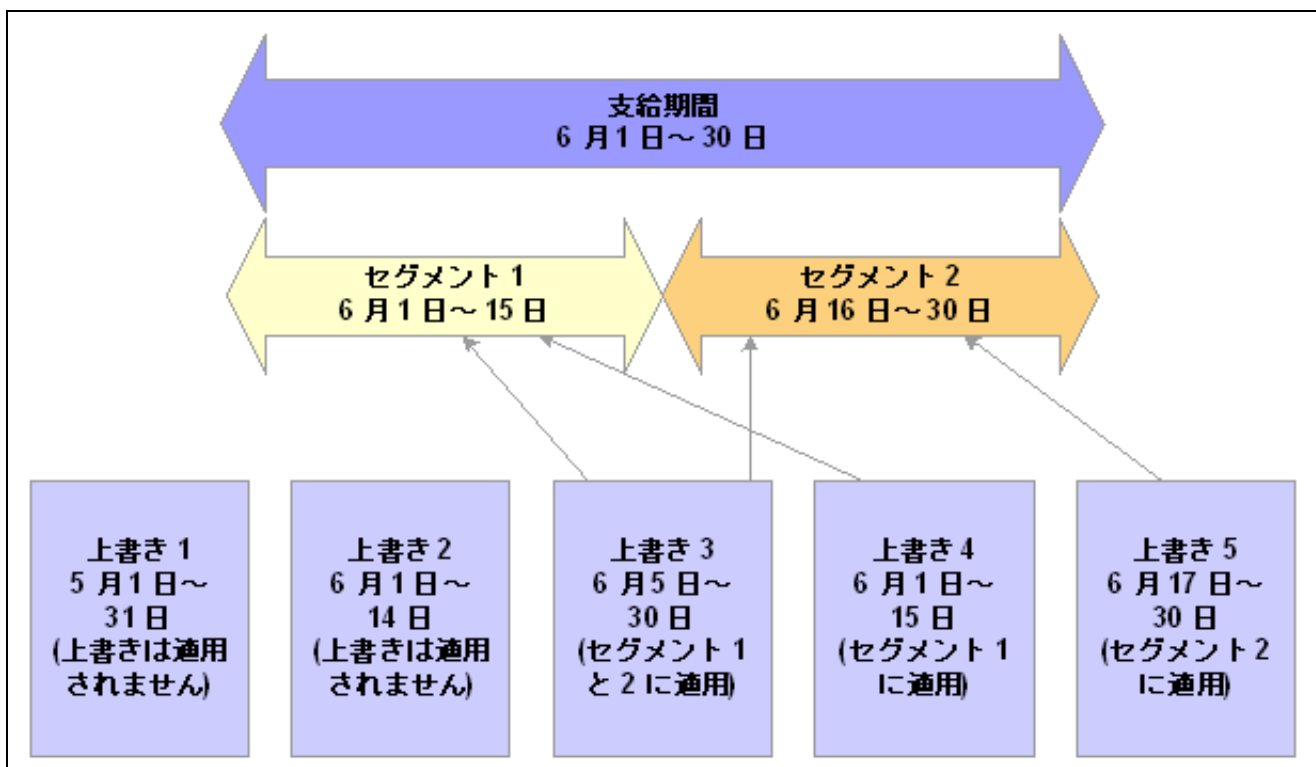 支給期間
6 月1 日～ 30 日
セグメント 1
6 月 1 日～ 15 日
セグメント 2
6 月 16 日～ 30 日
上書き 1
5 月 1 日～
31 日
(上書きは適用
されません)
上書き 2
6 月 1 日～
14 日
(上書きは適用
されません)
上書き 3
6 月5 日～
30 日
(セグメント 1
と 2 に適用)
上書き 4
6 月 1 日～
15 日
(セグメント 1
に適用)
上書き 5
6 月 17 日～
30 日
(セグメント 2
に適用)